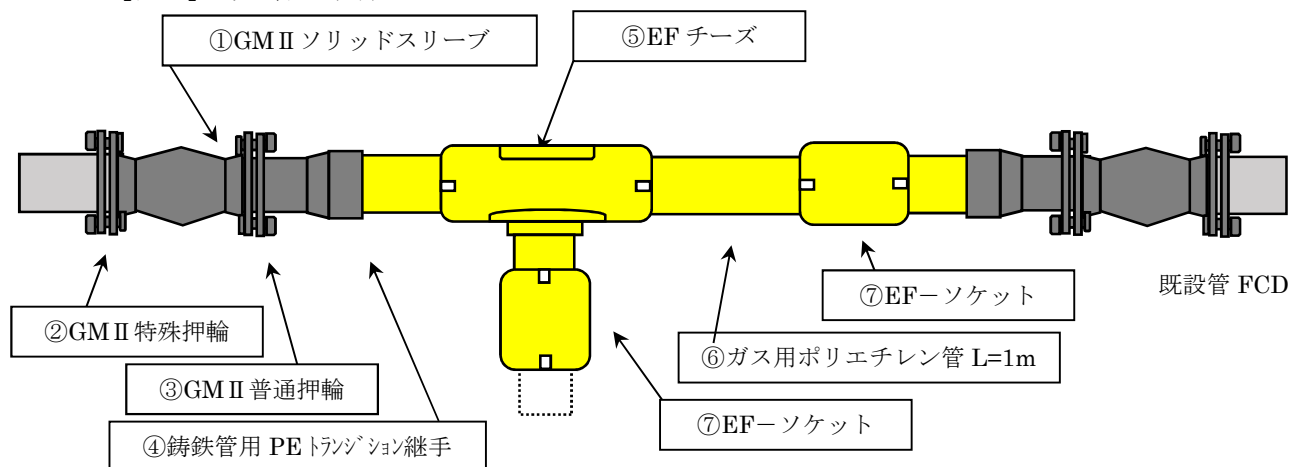 ①GMⅡソリッドスリーブ
⑤EFチーズ
⑦EF－ソケット
既設管 FCD
②GMⅡ特殊押輪
⑥ガス用ポリエチレン管 L=1m
③GMⅡ普通押輪
⑦EF－ソケット
④鋳鉄管用 PE ﾄﾗﾝｼﾞｼｮﾝ継手